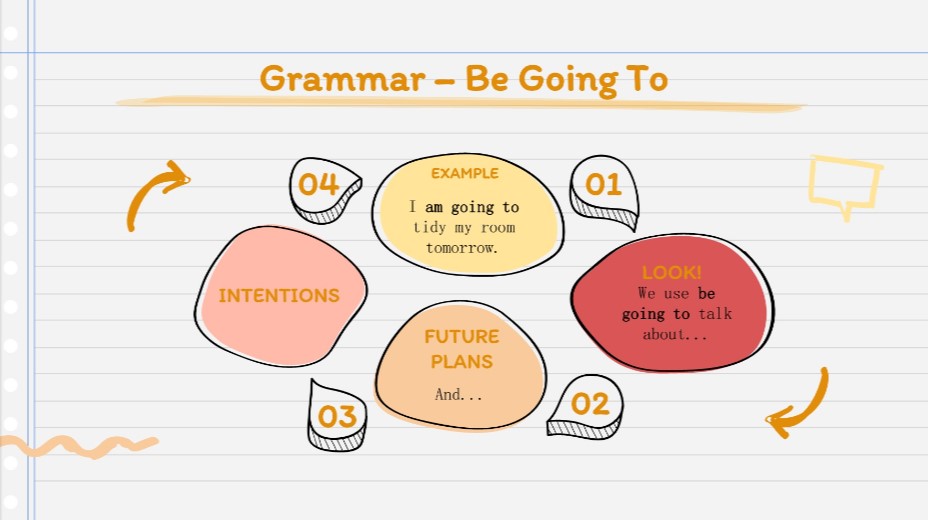 Grammar – Be Going To
04
EXAMPLE
I am going to
tidy my room
tomorrow.
01
LOOK!
We use be
going to talk
about...
02
FUTURE
PLANS
And...
03
INTENTIONS